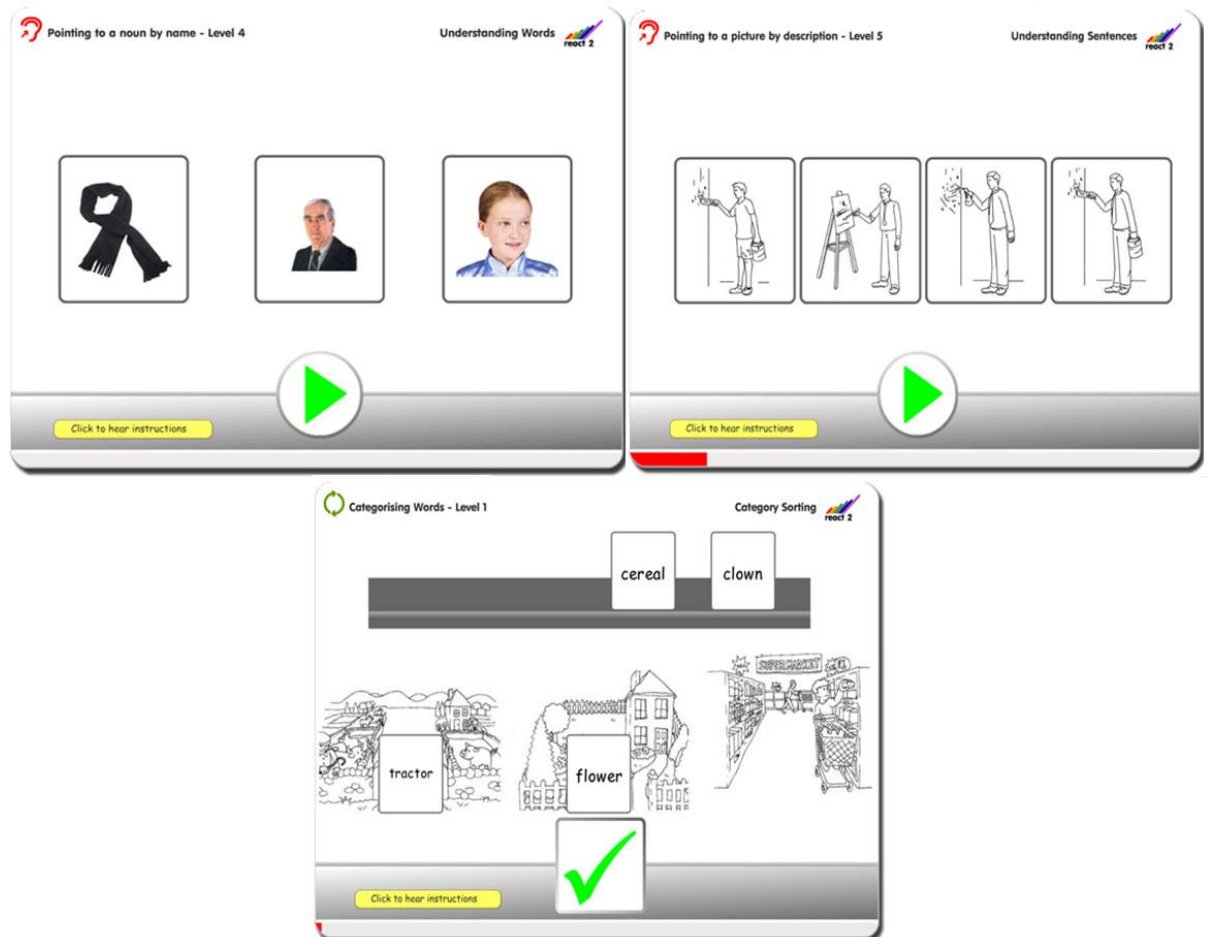 Pointing to a noun by name - Level 4
Understanding Words
react 2
Click to hear instructions
Pointing to a picture by description - Level 5
Understanding Sentences
react 2
Click to hear instructions
Categorising Words - Level 1
Category Sorting
react 2
cereal
clown
SUPERMARKET
tractor
flower
Click to hear instructions